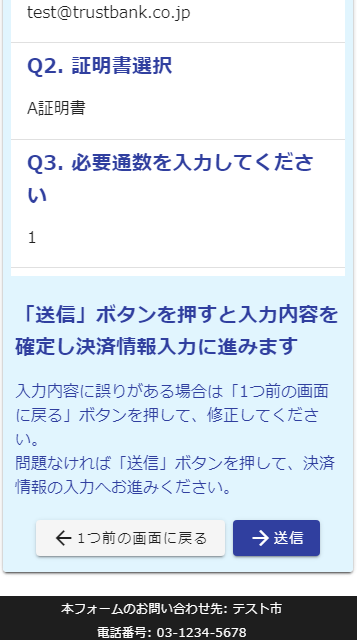 test@trustbank.co.jp
Q2. 証明書選択
A証明書
Q3. 必要通数を入力してくださ
い
1
「送信」ボタンを押すと入力内容を
確定し決済情報入力に進みます
入力内容に誤りがある場合は「1つ前の画面
に戻る」ボタンを押して、修正してくださ
い。
問題なければ「送信」ボタンを押して、決済
情報の入力へお進みください。
←1つ前の画面に戻る →送信
本フォームのお問い合わせ先: テスト市
電話番号: 03-1234-5678